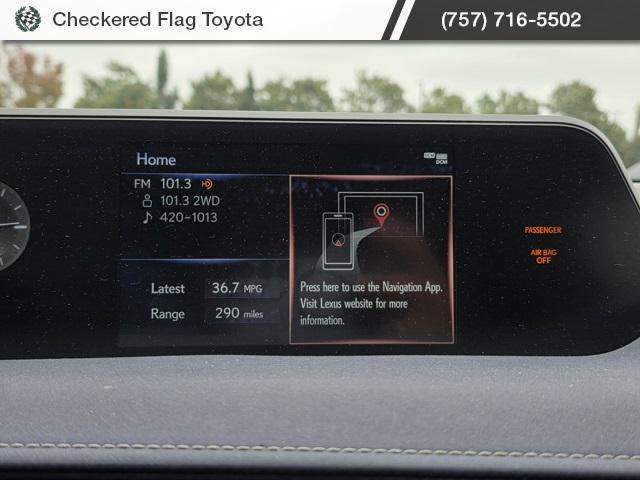 Checkered Flag Toyota
(757) 716-5502
Home
DCM
FM 101.3
101.3 2WD
420-1013
Latest 36.7 MPG
Range 290 miles
Press here to use the Navigation App.
Visit Lexus website for more
information.
PASSENGER
AIR BAG
OFF